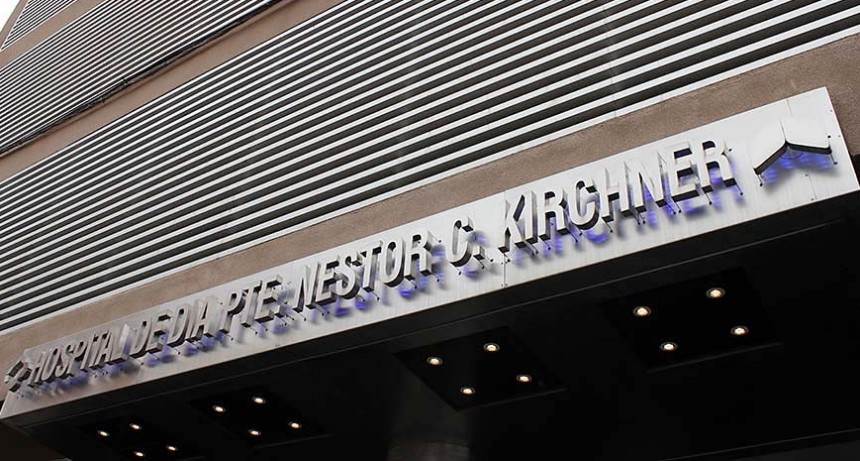 HOSPITAL DE DIA PTE. NESTOR C. KIRCHNER